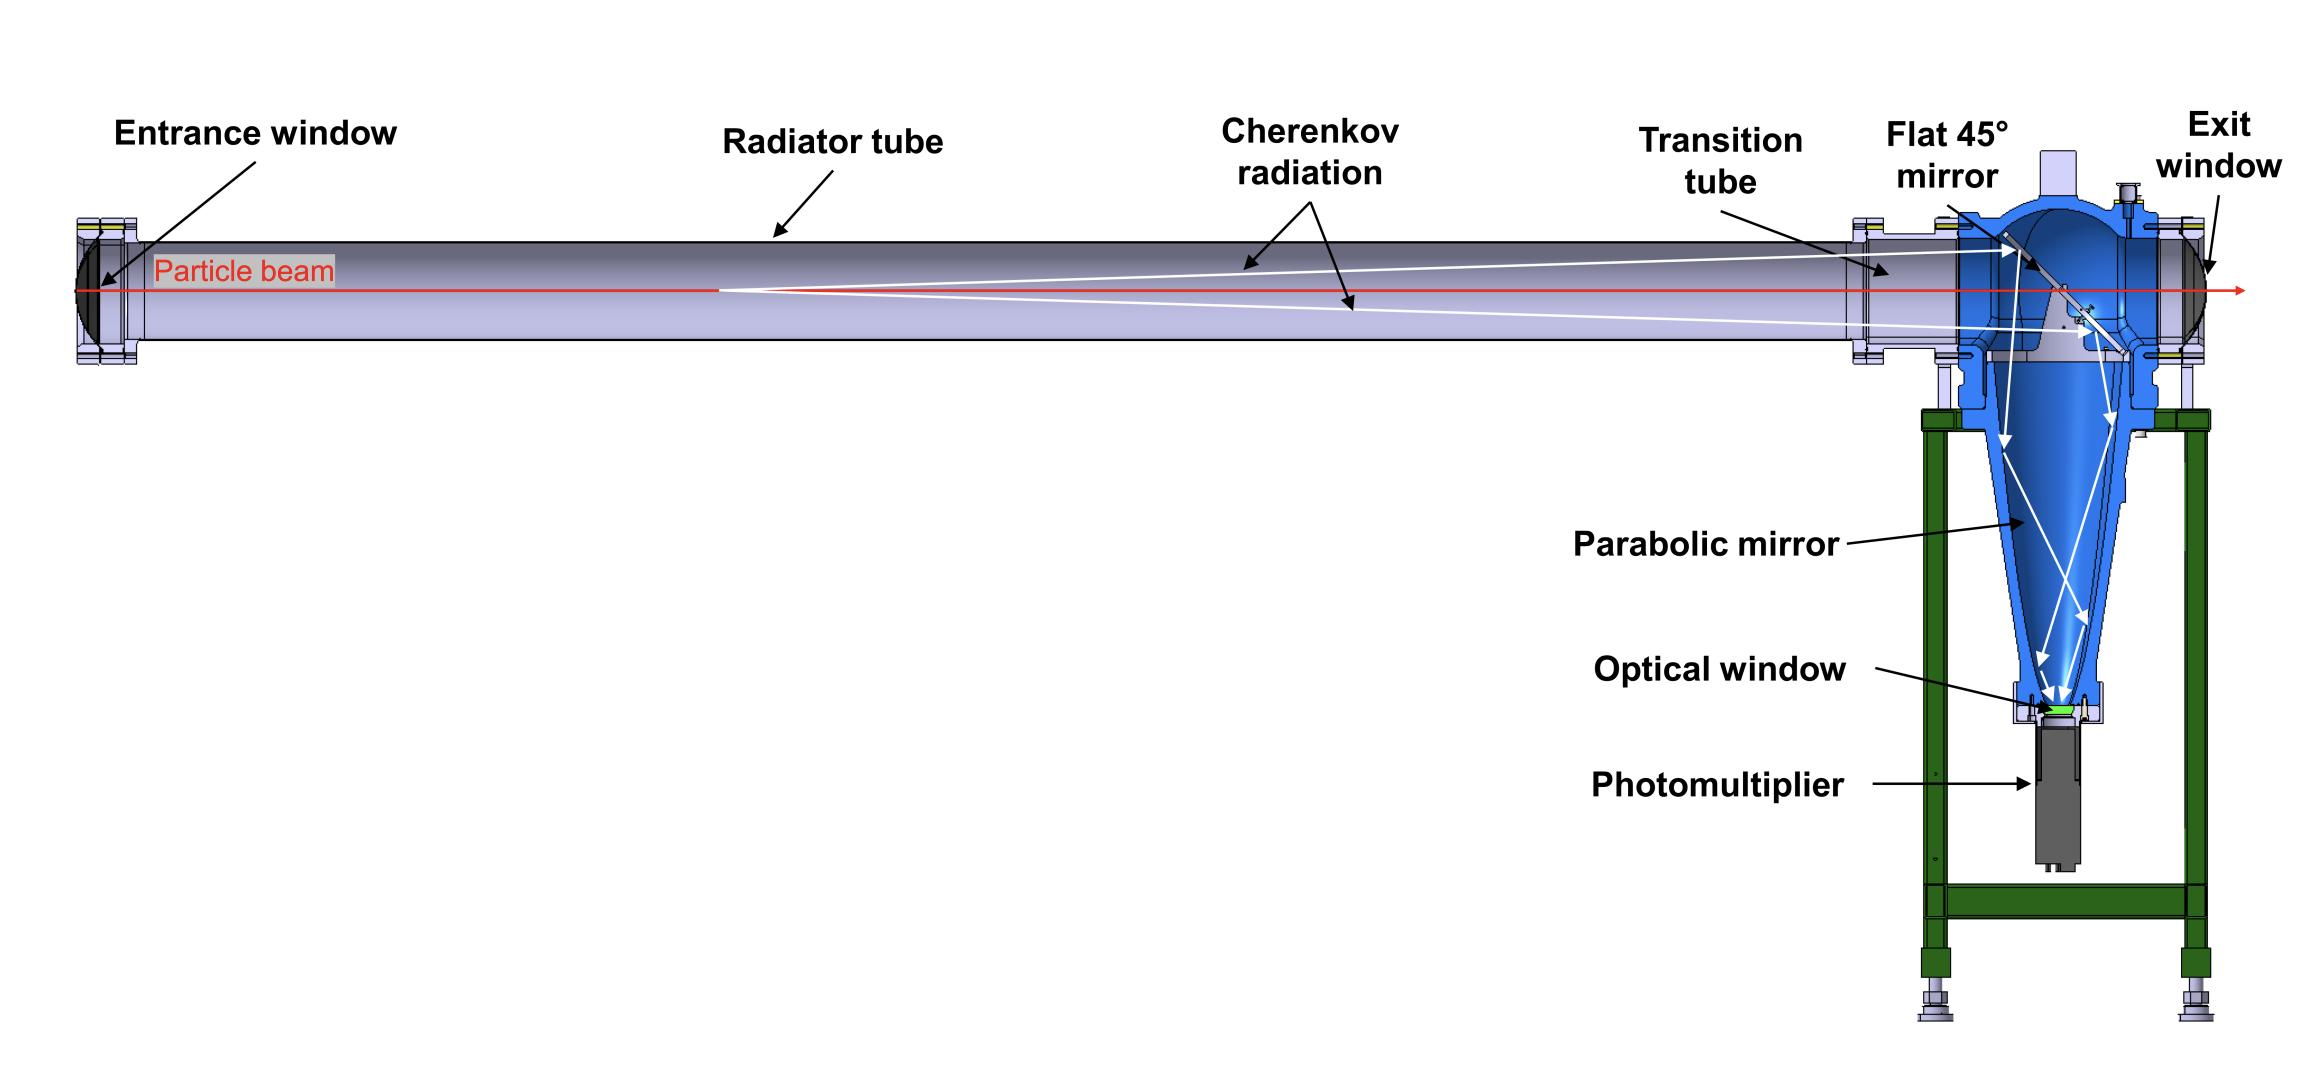 Entrance window
Radiator tube
Cherenkov
radiation
Transition
tube
Flat 45°
mirror
Exit
window
Particle beam
Parabolic mirror
Optical window
Photomultiplier